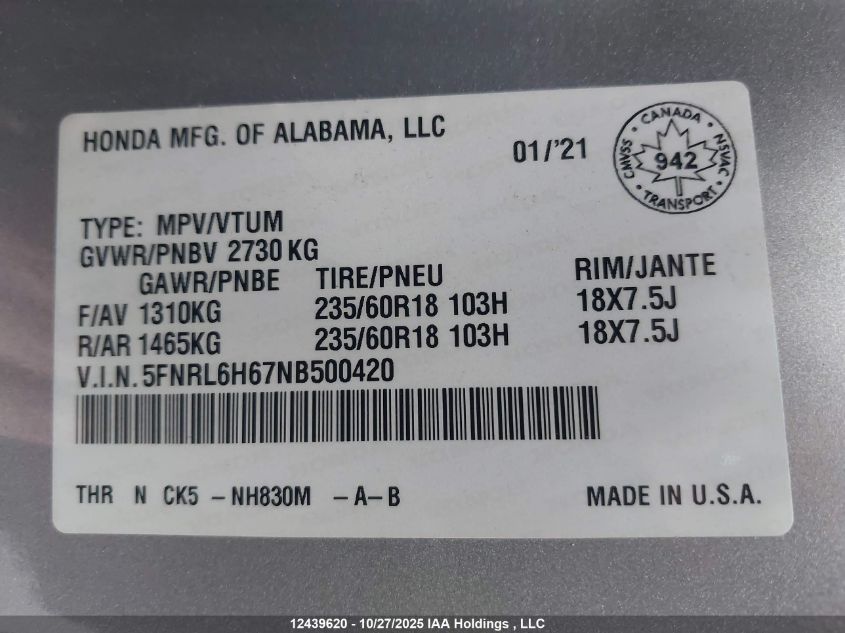 HONDA MFG. OF ALABAMA, LLC
01/'21
CANADA
CMVSS 942 NSVAC
TRANSPORT
TYPE: MPV/VTUM
GVWR/PNBV 2730 KG
GAWR/PNBE TIRE/PNEU RIM/JANTE
F/AV 1310KG 235/60R18 103H 18X7.5J
R/AR 1465KG 235/60R18 103H 18X7.5J
V.I.N. 5FNRL6H67NB500420
THR N CK5 -NH830M -A-B MADE IN U.S.A.
12439620 - 10/27/2025 IAA Holdings , LLC